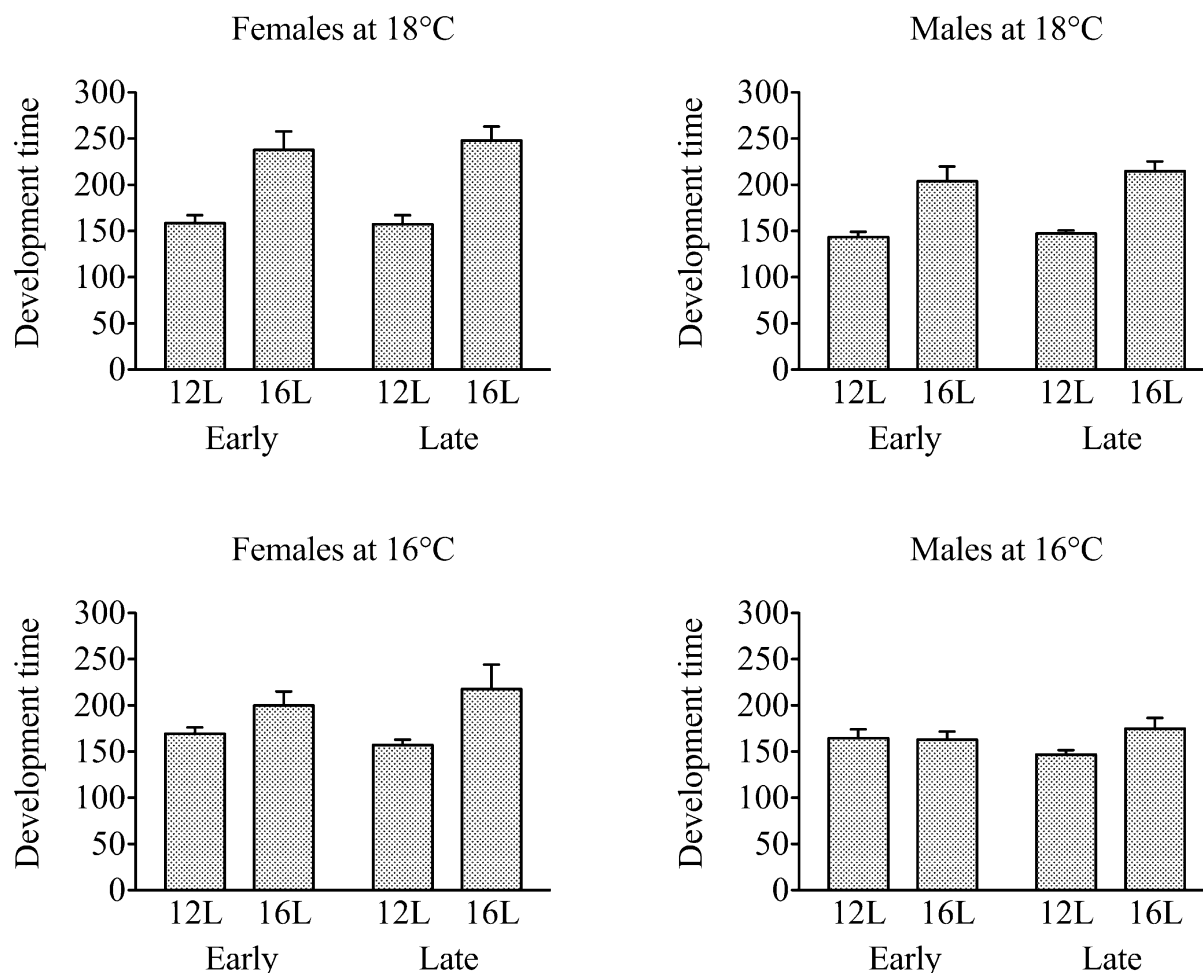 Females at 18°C
Development time
300
250
200
150
100
50
0
12L 16L 12L 16L
Early Late
Males at 18°C
Development time
300
250
200
150
100
50
0
12L 16L 12L 16L
Early Late
Females at 16°C
Development time
300
250
200
150
100
50
0
12L 16L 12L 16L
Early Late
Males at 16°C
Development time
300
250
200
150
100
50
0
12L 16L 12L 16L
Early Late